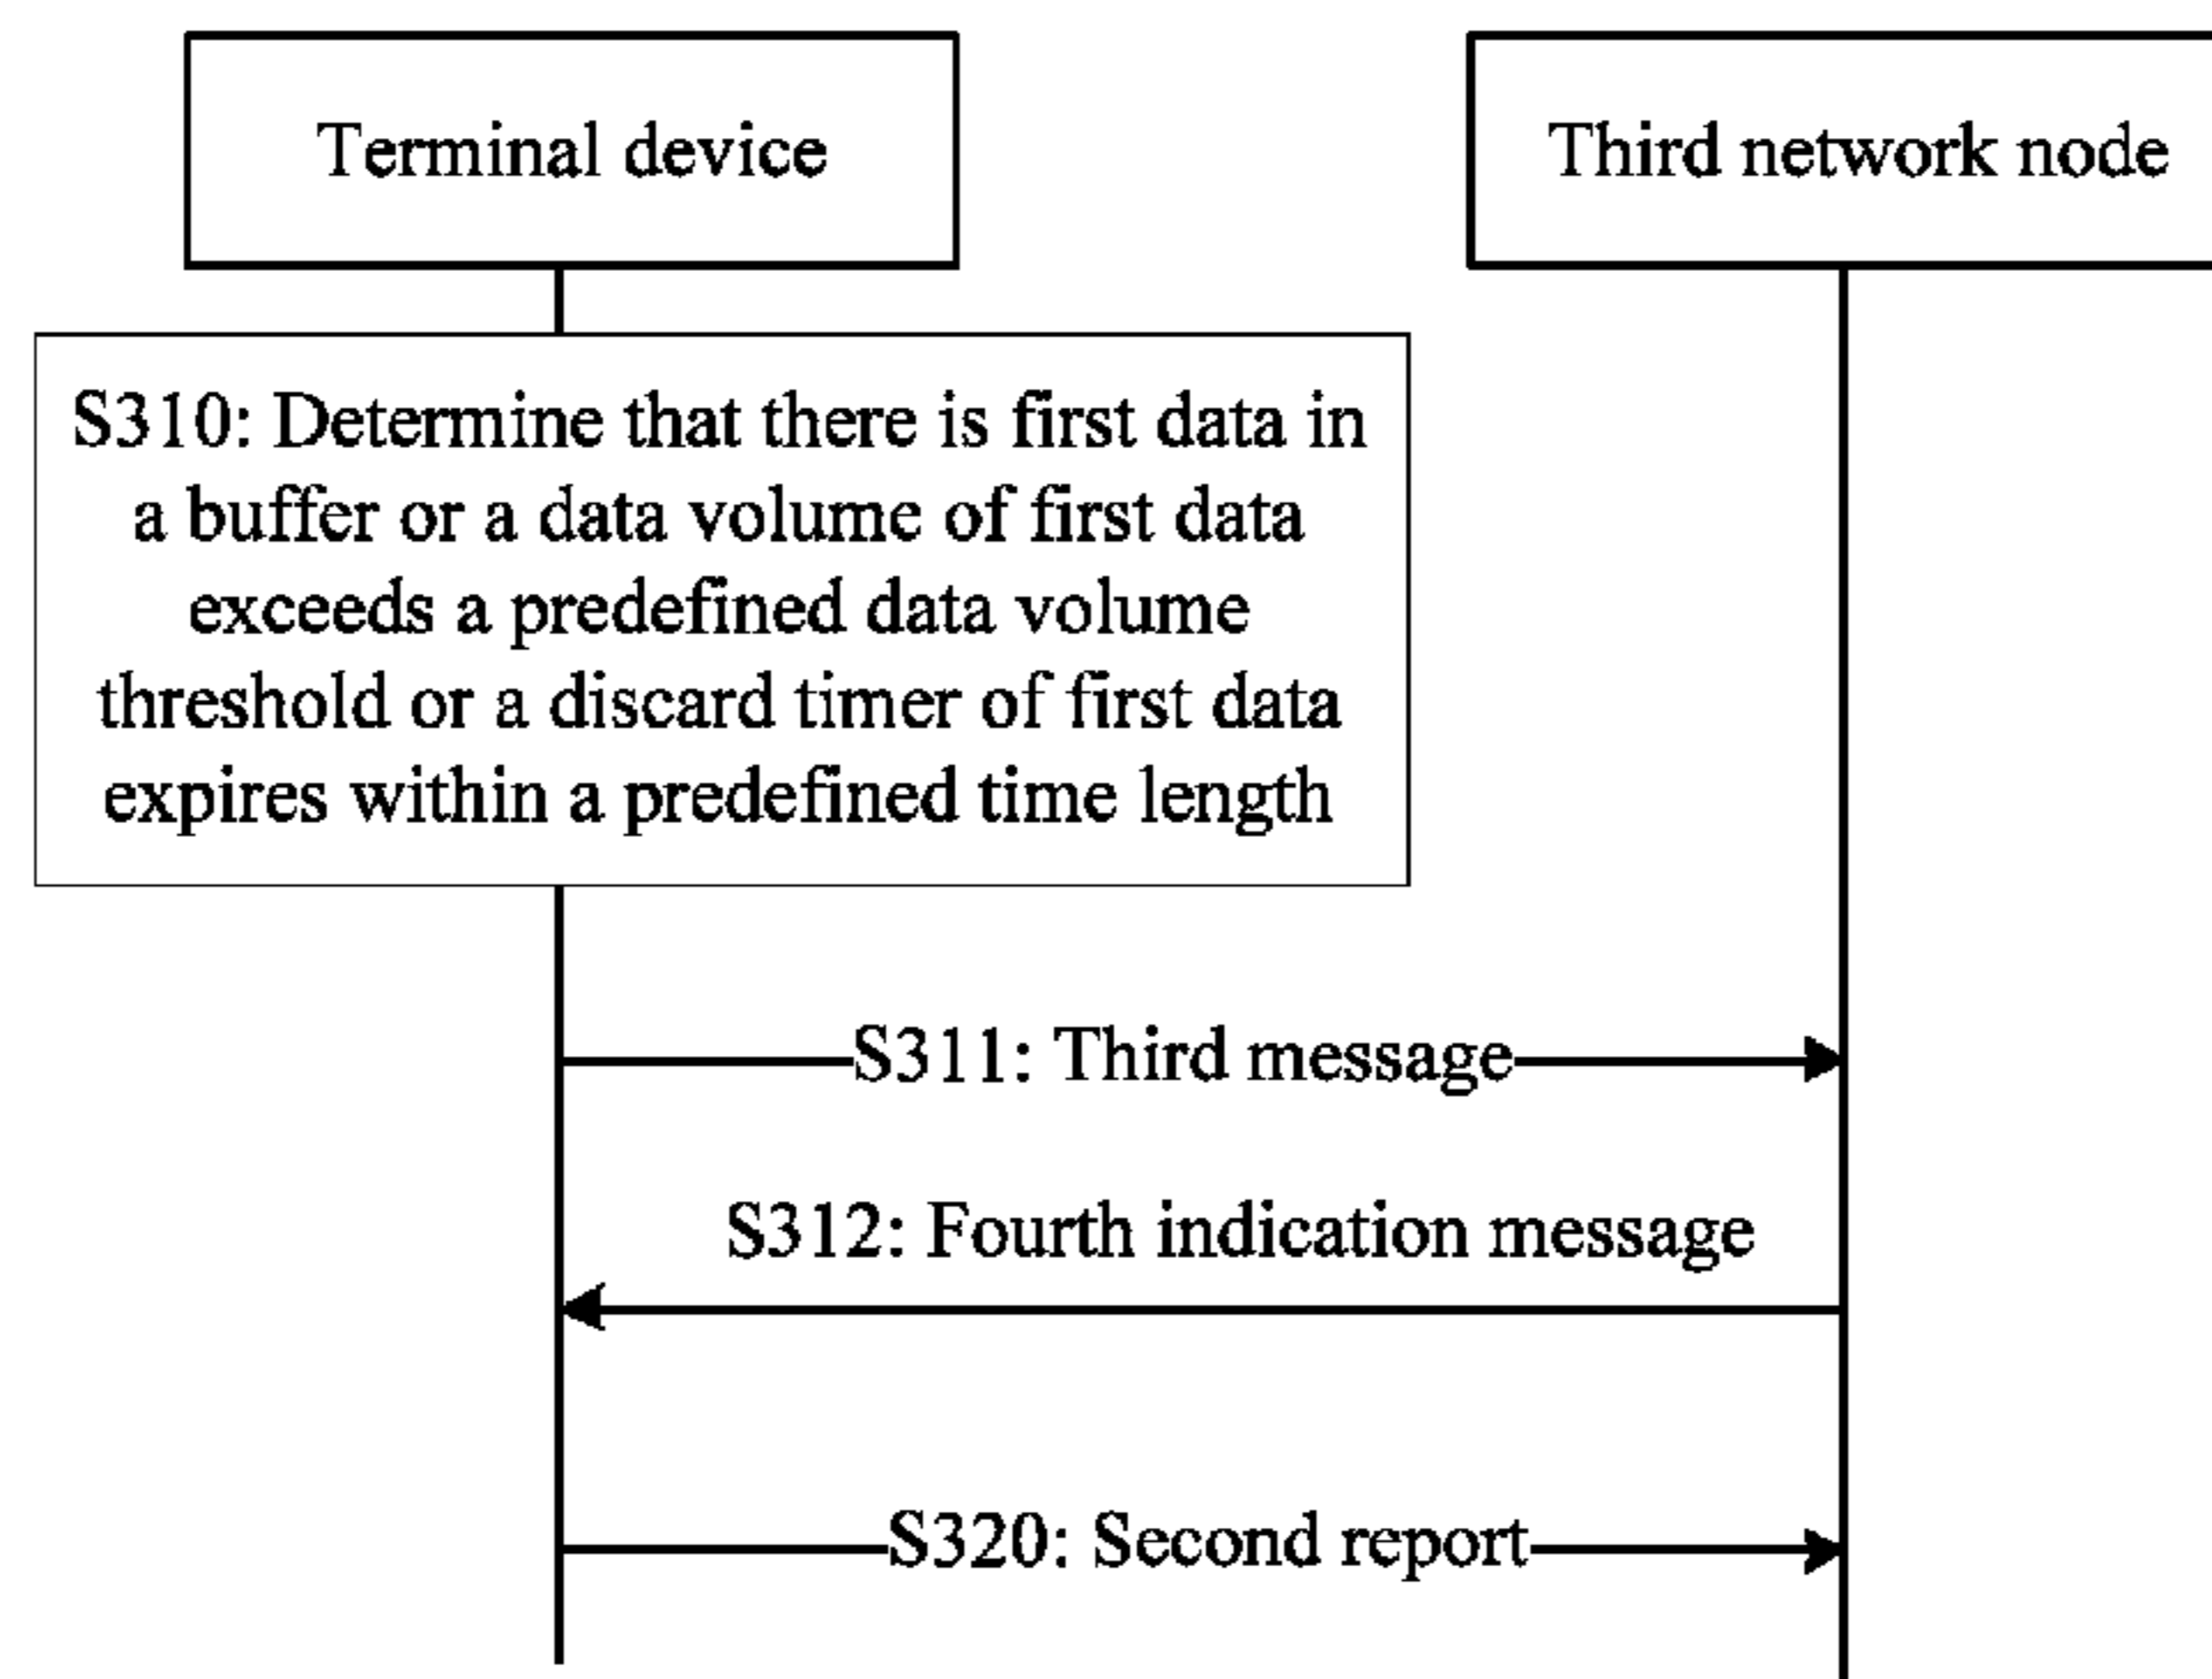 Terminal device
Third network node
S310: Determine that there is first data in
a buffer or a data volume of first data
exceeds a predefined data volume
threshold or a discard timer of first data
expires within a predefined time length
S311: Third message
S312: Fourth indication message
S320: Second report